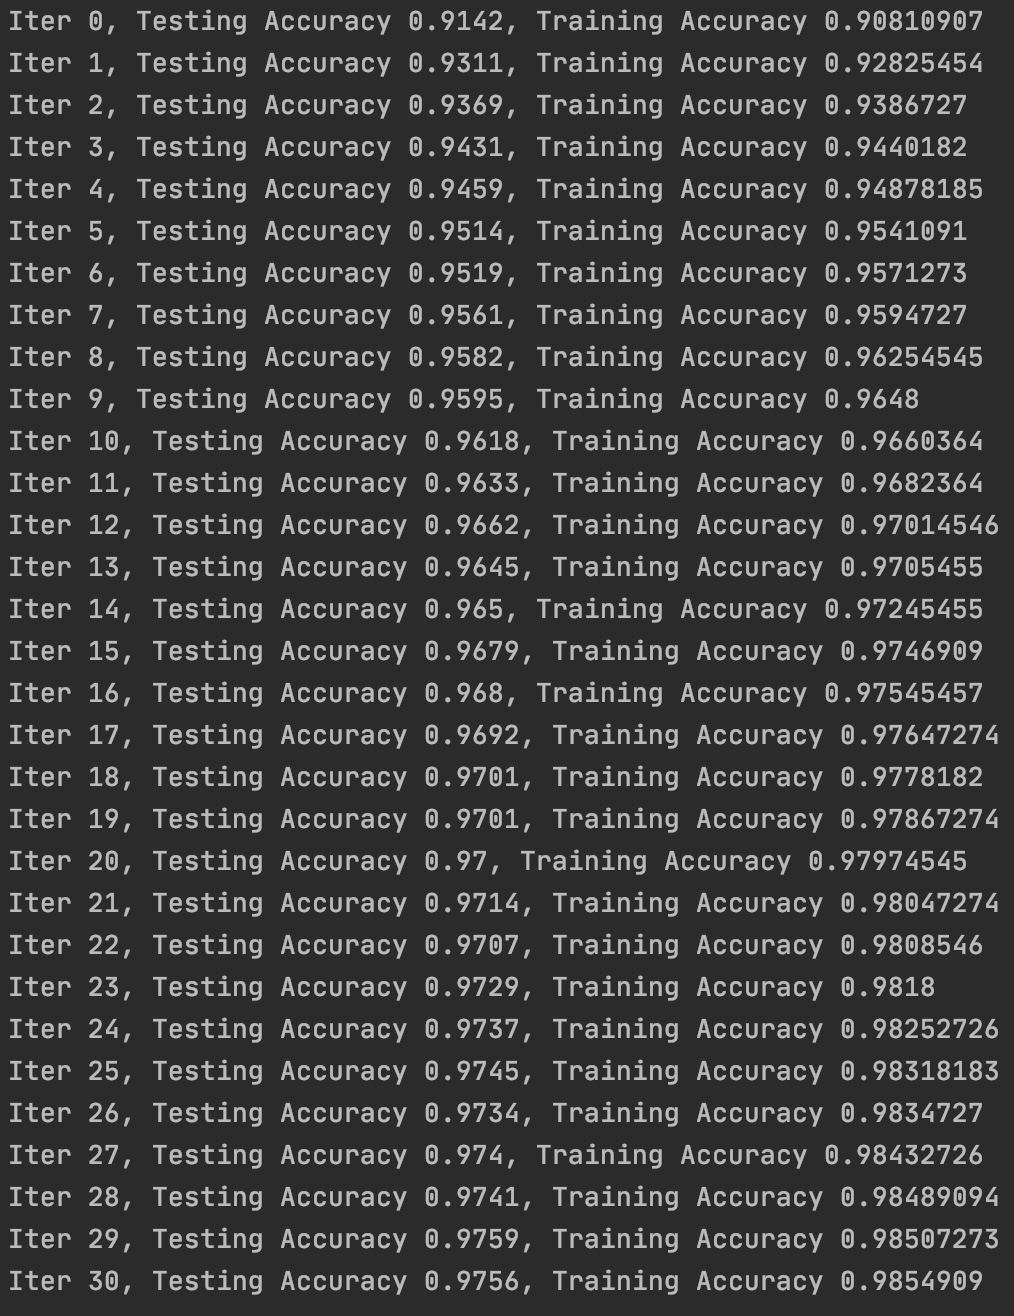 Iter 0, Testing Accuracy 0.9142, Training Accuracy 0.90810907
Iter 1, Testing Accuracy 0.9311, Training Accuracy 0.92825454
Iter 2, Testing Accuracy 0.9369, Training Accuracy 0.9386727
Iter 3, Testing Accuracy 0.9431, Training Accuracy 0.9440182
Iter 4, Testing Accuracy 0.9459, Training Accuracy 0.94878185
Iter 5, Testing Accuracy 0.9514, Training Accuracy 0.9541091
Iter 6, Testing Accuracy 0.9519, Training Accuracy 0.9571273
Iter 7, Testing Accuracy 0.9561, Training Accuracy 0.9594727
Iter 8, Testing Accuracy 0.9582, Training Accuracy 0.96254545
Iter 9, Testing Accuracy 0.9595, Training Accuracy 0.9648
Iter 10, Testing Accuracy 0.9618, Training Accuracy 0.9660364
Iter 11, Testing Accuracy 0.9633, Training Accuracy 0.9682364
Iter 12, Testing Accuracy 0.9662, Training Accuracy 0.97014546
Iter 13, Testing Accuracy 0.9645, Training Accuracy 0.9705455
Iter 14, Testing Accuracy 0.965, Training Accuracy 0.97245455
Iter 15, Testing Accuracy 0.9679, Training Accuracy 0.9746909
Iter 16, Testing Accuracy 0.968, Training Accuracy 0.97545457
Iter 17, Testing Accuracy 0.9692, Training Accuracy 0.97647274
Iter 18, Testing Accuracy 0.9701, Training Accuracy 0.9778182
Iter 19, Testing Accuracy 0.9701, Training Accuracy 0.97867274
Iter 20, Testing Accuracy 0.97, Training Accuracy 0.97974545
Iter 21, Testing Accuracy 0.9714, Training Accuracy 0.98047274
Iter 22, Testing Accuracy 0.9707, Training Accuracy 0.9808546
Iter 23, Testing Accuracy 0.9729, Training Accuracy 0.9818
Iter 24, Testing Accuracy 0.9737, Training Accuracy 0.98252726
Iter 25, Testing Accuracy 0.9745, Training Accuracy 0.98318183
Iter 26, Testing Accuracy 0.9734, Training Accuracy 0.9834727
Iter 27, Testing Accuracy 0.974, Training Accuracy 0.98432726
Iter 28, Testing Accuracy 0.9741, Training Accuracy 0.98489094
Iter 29, Testing Accuracy 0.9759, Training Accuracy 0.98507273
Iter 30, Testing Accuracy 0.9756, Training Accuracy 0.9854909